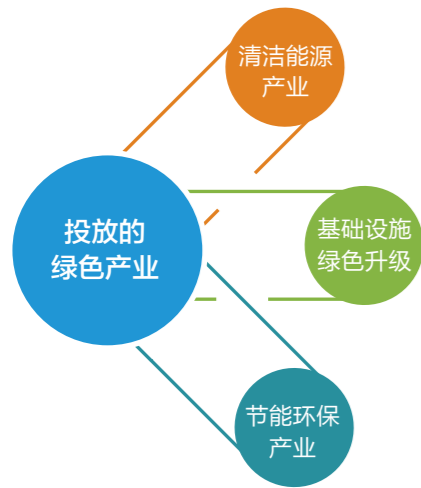 清洁能源
产业
投放的
绿色产业
基础设施
绿色升级
节能环保
产业